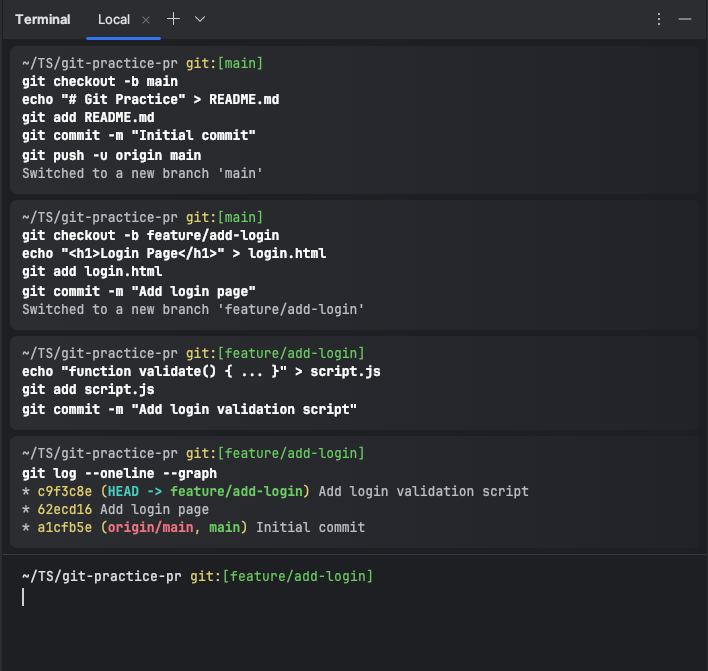 Terminal Local × + ⌄ ⋮ —
~/TS/git-practice-pr git:[main]
git checkout -b main
echo "# Git Practice" > README.md
git add README.md
git commit -m "Initial commit"
git push -u origin main
Switched to a new branch 'main'
~/TS/git-practice-pr git:[main]
git checkout -b feature/add-login
echo "<h1>Login Page</h1>" > login.html
git add login.html
git commit -m "Add login page"
Switched to a new branch 'feature/add-login'
~/TS/git-practice-pr git:[feature/add-login]
echo "function validate() { ... }" > script.js
git add script.js
git commit -m "Add login validation script"
~/TS/git-practice-pr git:[feature/add-login]
git log --oneline --graph
* c9f3c8e (HEAD -> feature/add-login) Add login validation script
* 62ecd16 Add login page
* a1cfb5e (origin/main, main) Initial commit
~/TS/git-practice-pr git:[feature/add-login]